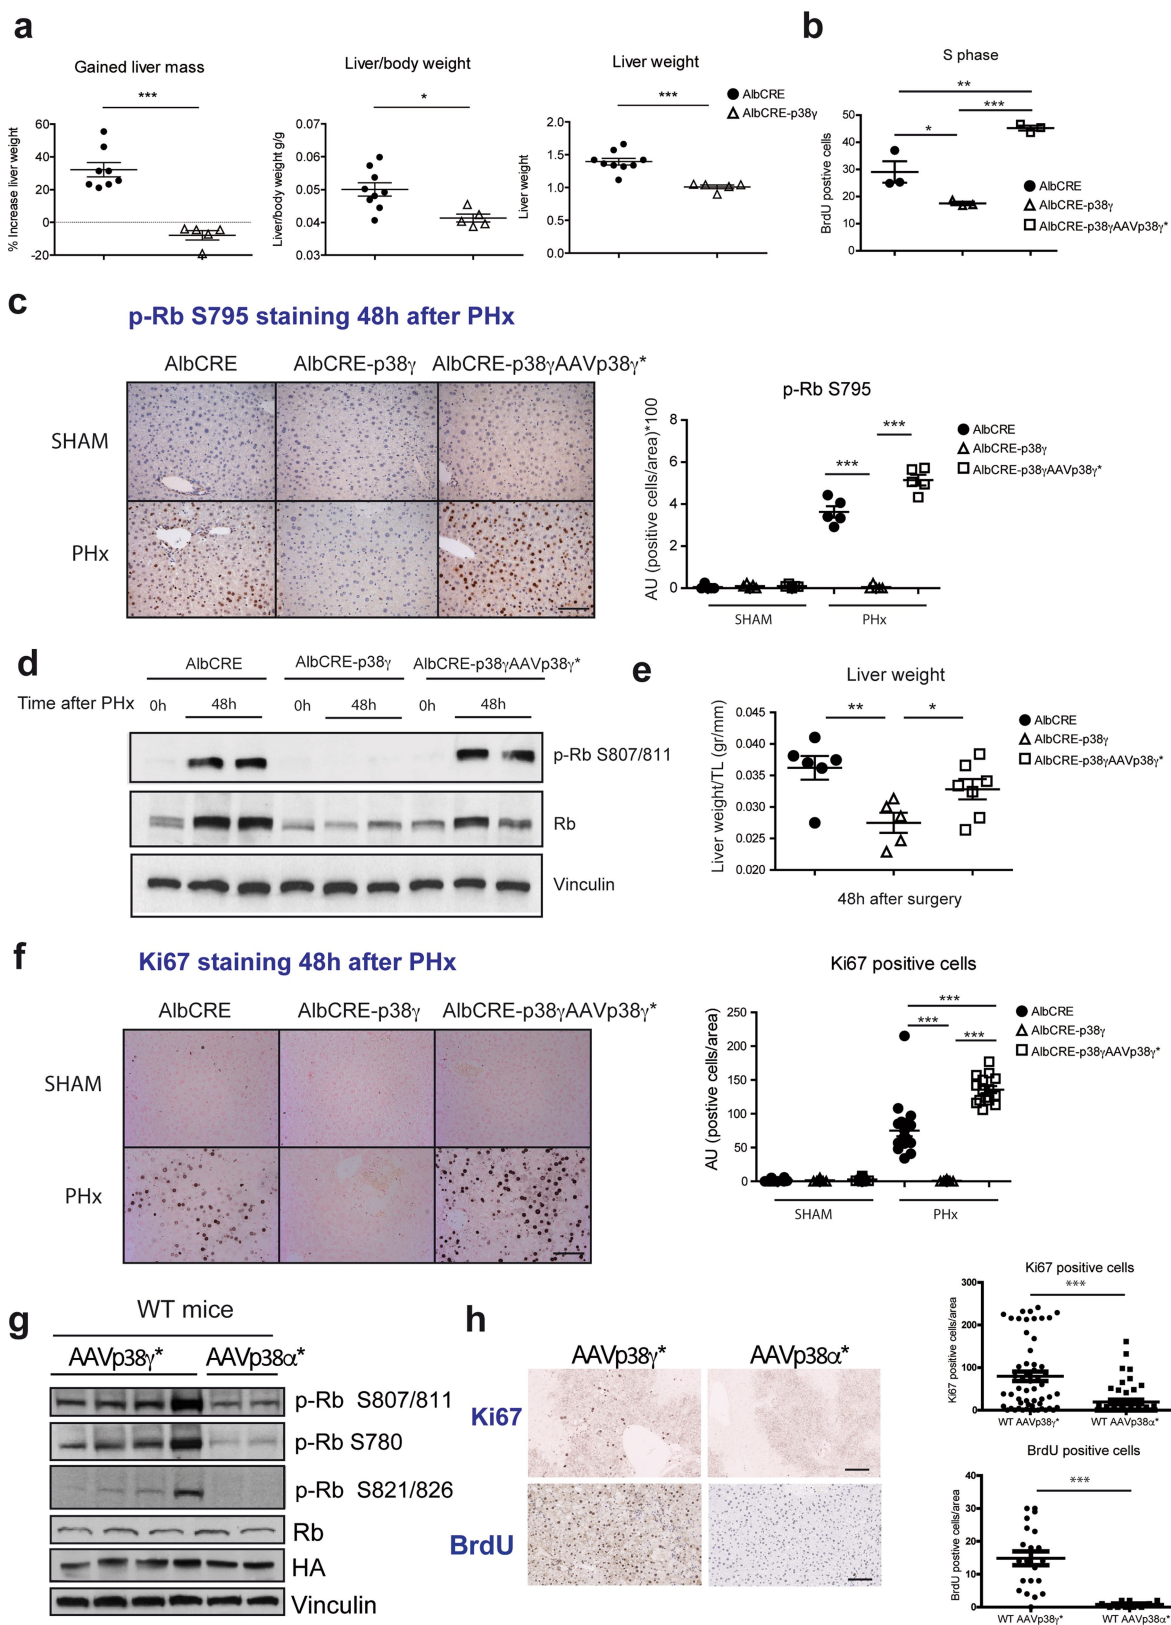 a
Gained liver mass
***
% Increase liver weight
60
40
20
0
-20
Liver/body weight
*
Liver/body weight g/g
0.07
0.06
0.05
0.04
0.03
Liver weight
***
Liver weight
2.0
1.5
1.0
0.5
0.0
AlbCRE
AlbCRE-p38γ
b
S phase
**
***
*
BrdU postive cells
50
40
30
20
10
0
AlbCRE
AlbCRE-p38γ
AlbCRE-p38γAAVp38γ*
c
p-Rb S795 staining 48h after PHx
AlbCRE AlbCRE-p38γ AlbCRE-p38γAAVp38γ*
SHAM
PHx
p-Rb S795
AU (positive cells/area)*100
8
6
4
2
0
***
***
SHAM PHx
AlbCRE
AlbCRE-p38γ
AlbCRE-p38γAAVp38γ*
d
AlbCRE AlbCRE-p38γ AlbCRE-p38γAAVp38γ*
Time after PHx 0h 48h 0h 48h 0h 48h
p-Rb S807/811
Rb
Vinculin
e
Liver weight
Liver weight/TL (gr/mm)
0.045
0.040
0.035
0.030
0.025
0.020
** *
48h after surgery
AlbCRE
AlbCRE-p38γ
AlbCRE-p38γAAVp38γ*
f
Ki67 staining 48h after PHx
AlbCRE AlbCRE-p38γ AlbCRE-p38γAAVp38γ*
SHAM
PHx
Ki67 positive cells
AU (postive cells/area)
250
200
150
100
50
0
***
***
***
SHAM PHx
AlbCRE
AlbCRE-p38γ
AlbCRE-p38γAAVp38γ*
g
WT mice
AAVp38γ* AAVp38α*
p-Rb S807/811
p-Rb S780
p-Rb S821/826
Rb
HA
Vinculin
h
AAVp38γ* AAVp38α*
Ki67
BrdU
Ki67 positive cells
***
Ki67 positive cells/area
300
200
100
0
WT AAVp38γ* WT AAVp38α*
BrdU positive cells
***
BrdU postive cells/area
40
30
20
10
0
WT AAVp38γ* WT AAVp38α*